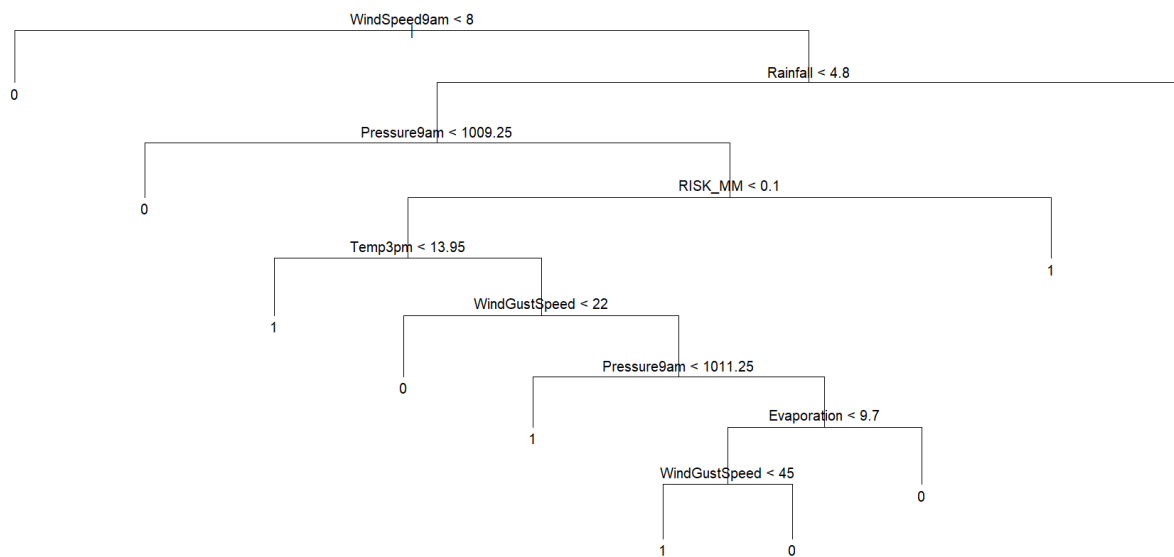 WindSpeed9am < 8
0
Rainfall < 4.8
Pressure9am < 1009.25
0
RISK_MM < 0.1
Temp3pm < 13.95
1
1
WindGustSpeed < 22
0
Pressure9am < 1011.25
1
Evaporation < 9.7
WindGustSpeed < 45
0
1
0